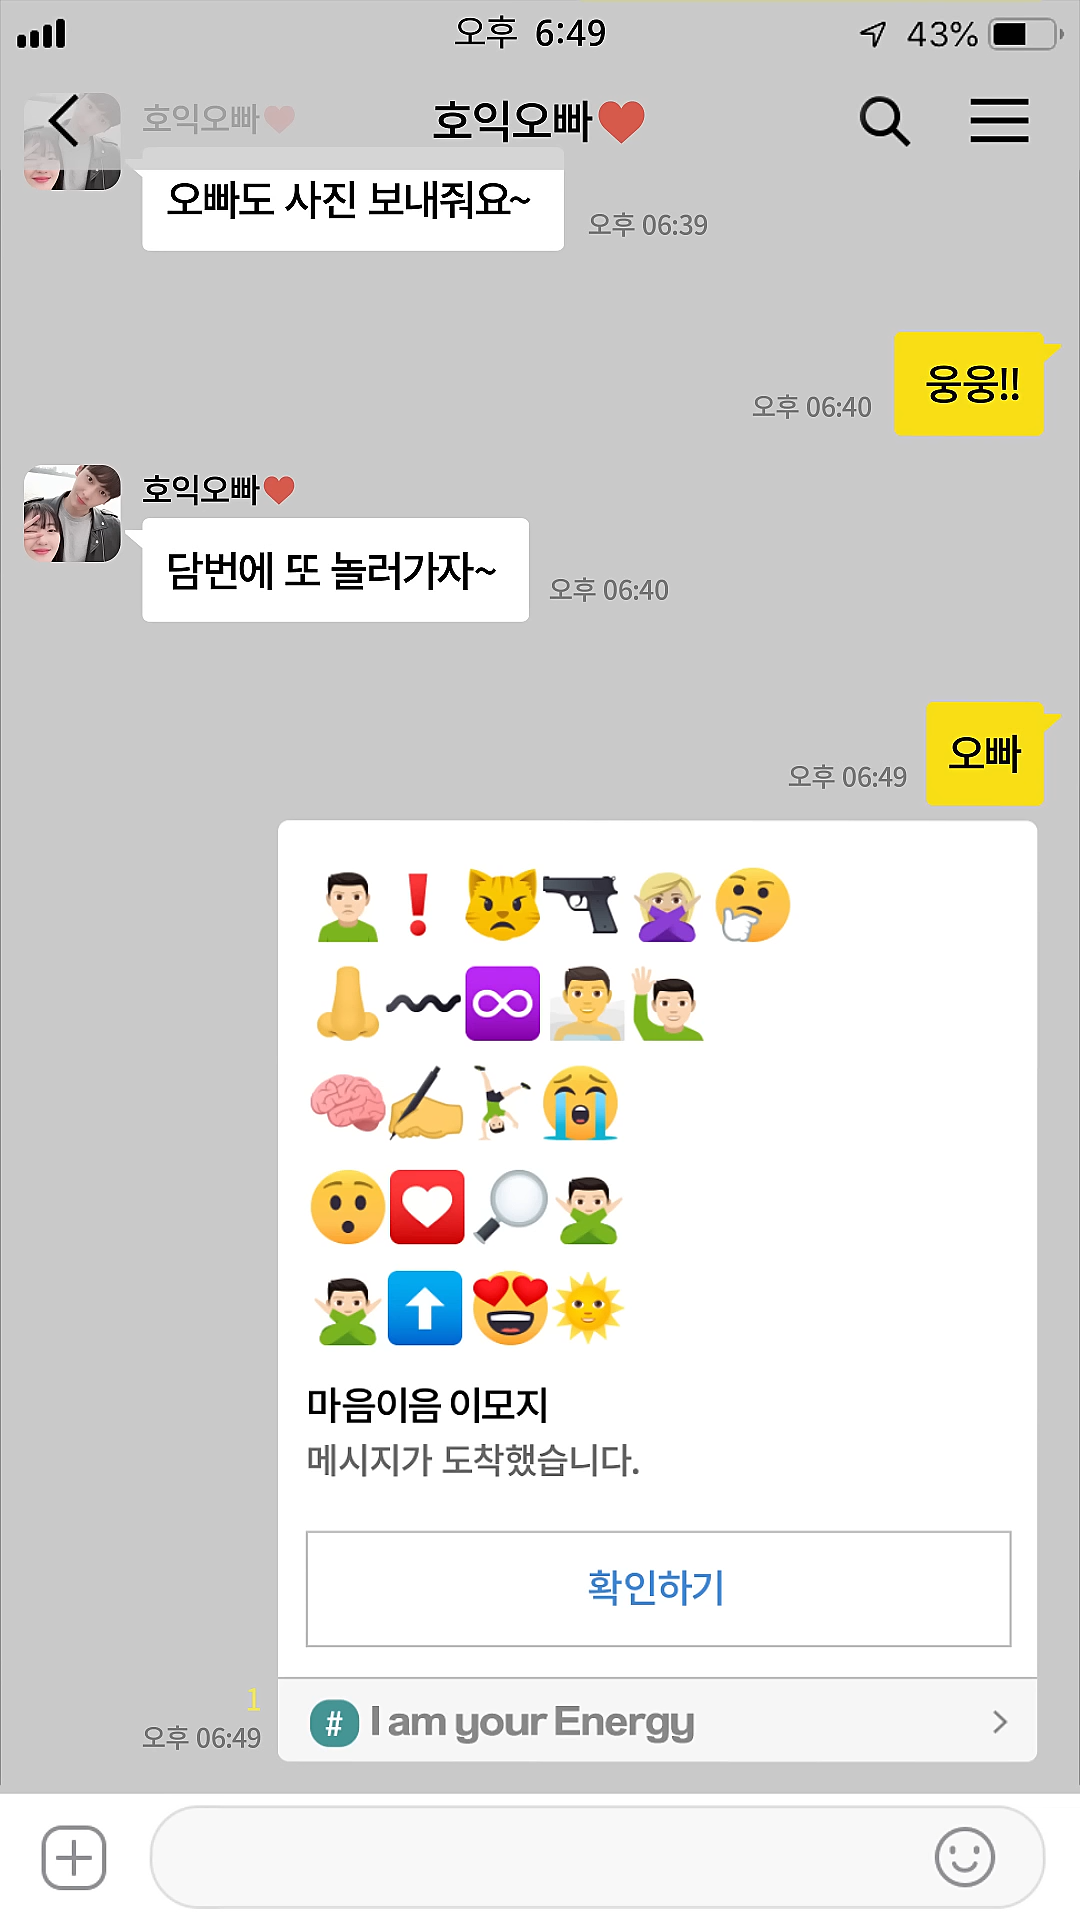 오후 6:49
43%
호익오빠
호익오빠
오빠도 사진 보내줘요~
오후 06:39
웅웅!!
오후 06:40
호익오빠
담번에 또 놀러가자~
오후 06:40
오빠
오후 06:49
마음이음 이모지
메시지가 도착했습니다.
확인하기
1
오후 06:49
# I am your Energy